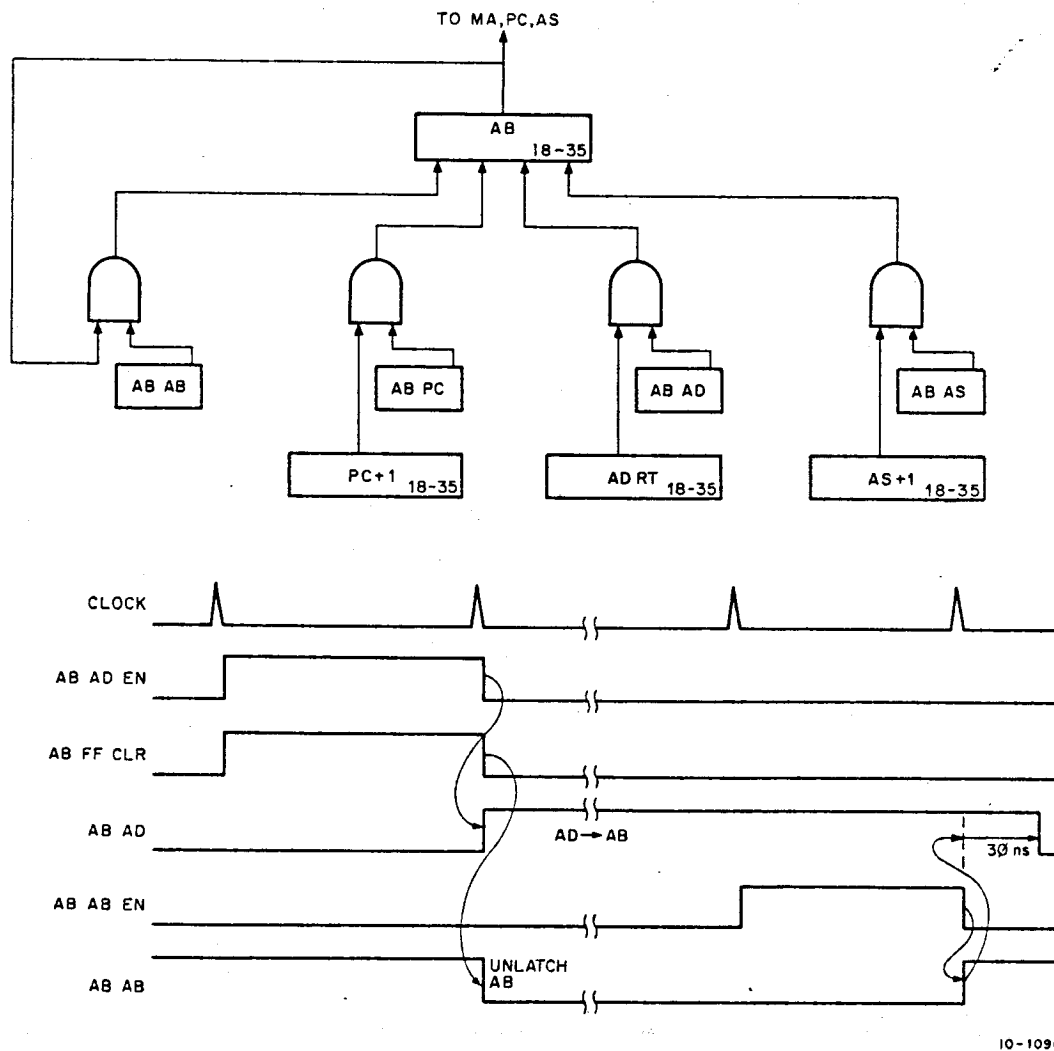 TO MA,PC,AS
AB
18-35
AB AB
AB PC
AB AD
AB AS
PC+1
18-35
AD RT
18-35
AS+1
18-35
CLOCK
AB AD EN
AB FF CLR
AB AD
AD → AB
3Ø ns
AB AB EN
AB AB
UNLATCH
AB